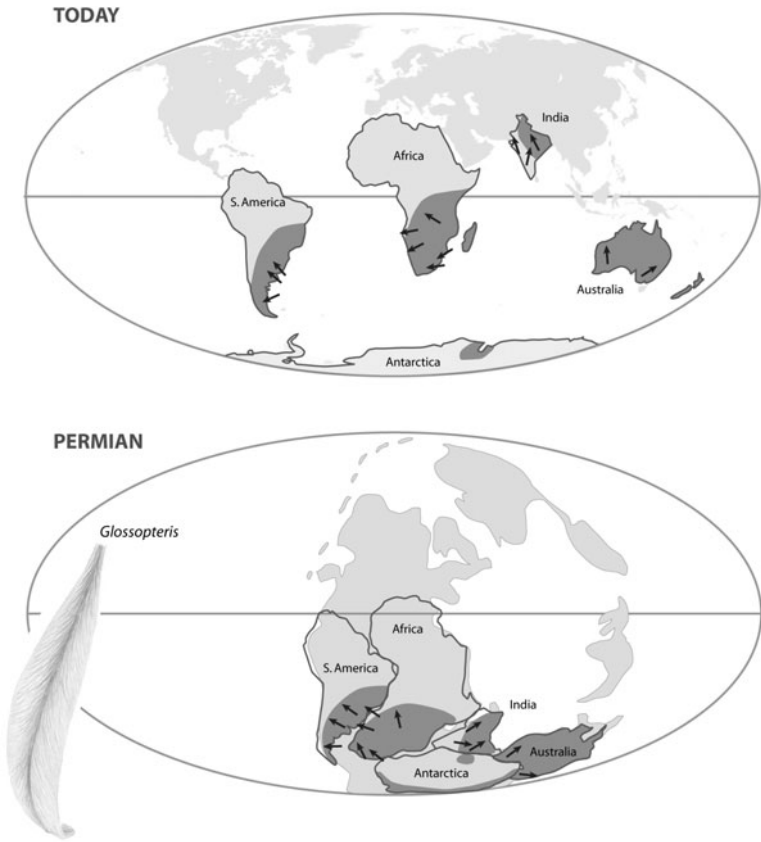 TODAY
India
Africa
S. America
Australia
Antarctica
PERMIAN
Glossopteris
Africa
S. America
India
Australia
Antarctica